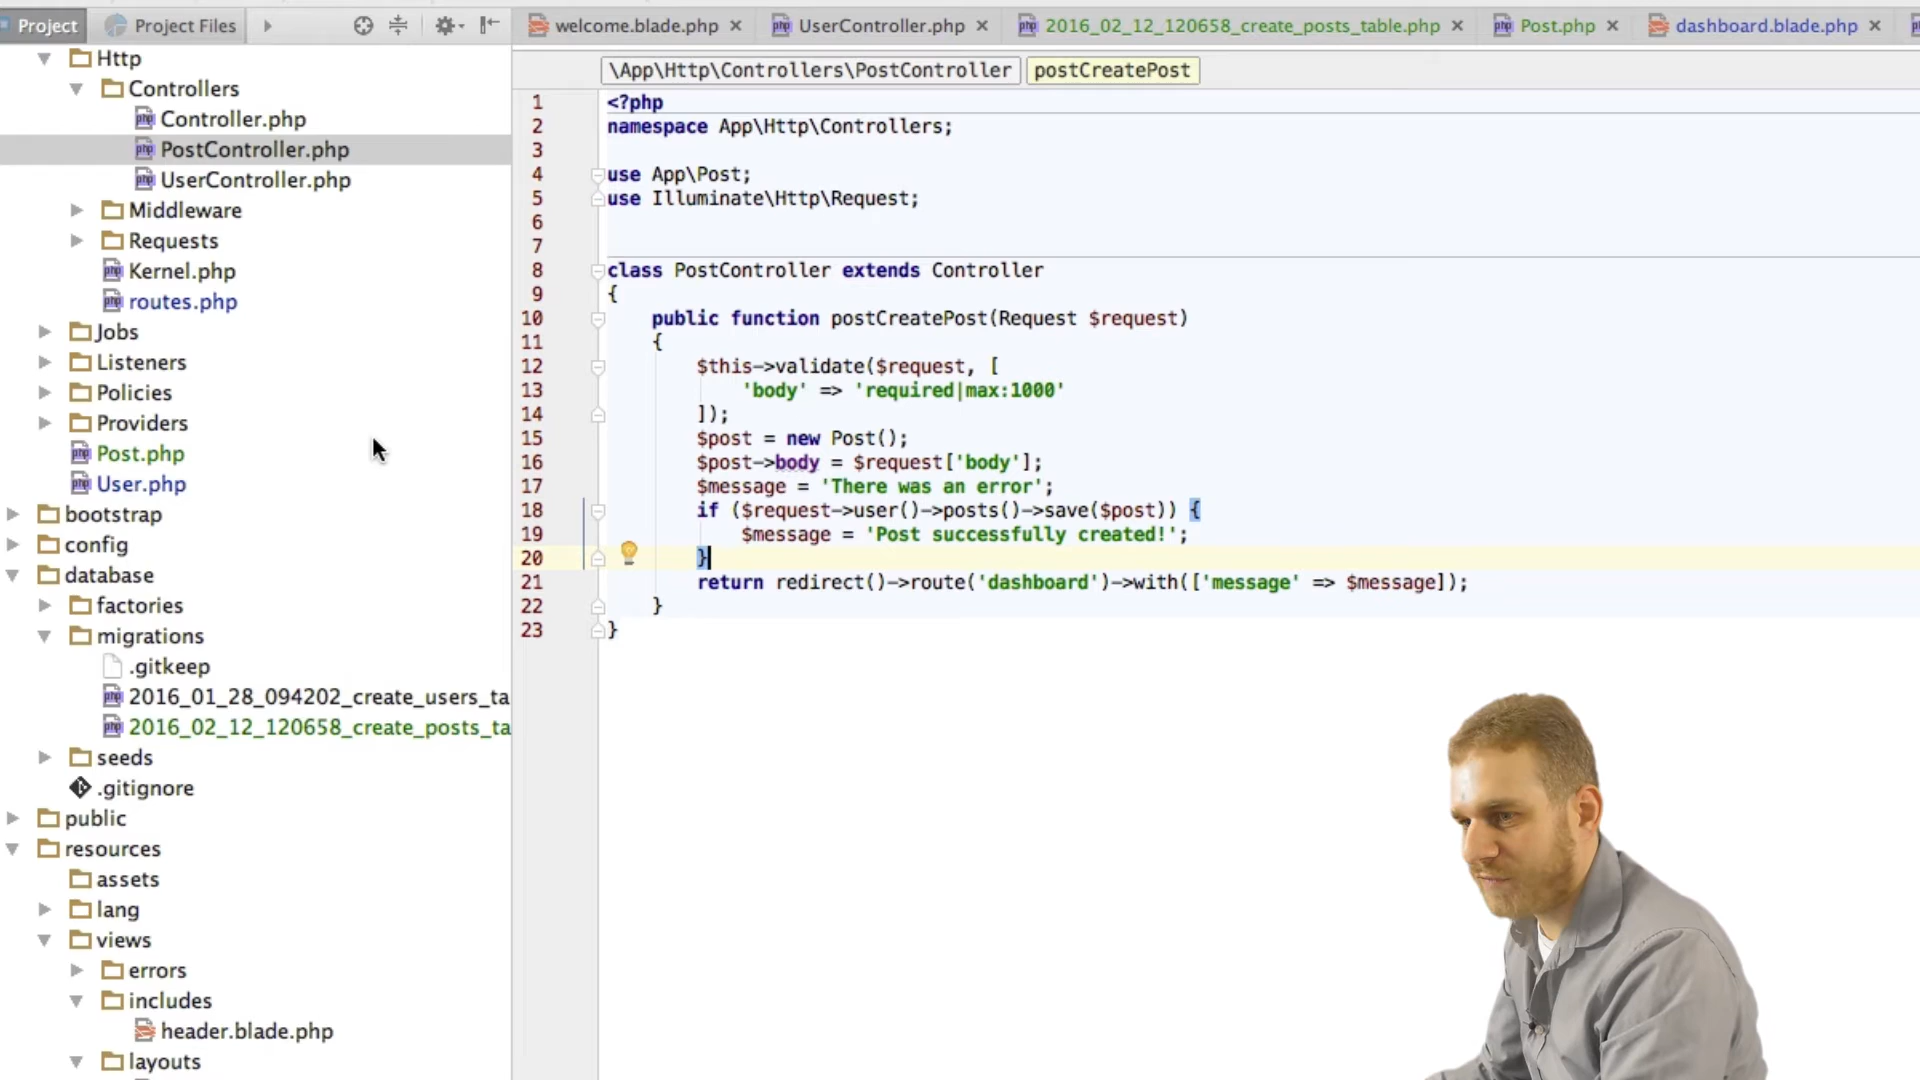 Project
Project Files
welcome.blade.php
UserController.php
2016_02_12_120658_create_posts_table.php
Post.php
dashboard.blade.php
Http
Controllers
Controller.php
PostController.php
UserController.php
Middleware
Requests
Kernel.php
routes.php
Jobs
Listeners
Policies
Providers
Post.php
User.php
bootstrap
config
database
factories
migrations
.gitkeep
2016_01_28_094202_create_users_ta
2016_02_12_120658_create_posts_ta
seeds
.gitignore
public
resources
assets
lang
views
errors
includes
header.blade.php
layouts
\App\Http\Controllers\PostController
postCreatePost
1 <?php
2 namespace App\Http\Controllers;
3
4 use App\Post;
5 use Illuminate\Http\Request;
6
7
8 class PostController extends Controller
9 {
10 public function postCreatePost(Request $request)
11 {
12 $this->validate($request, [
13 'body' => 'required|max:1000'
14 ]);
15 $post = new Post();
16 $post->body = $request['body'];
17 $message = 'There was an error';
18 if ($request->user()->posts()->save($post)) {
19 $message = 'Post successfully created!';
20 }
21 return redirect()->route('dashboard')->with(['message' => $message]);
22 }
23 }